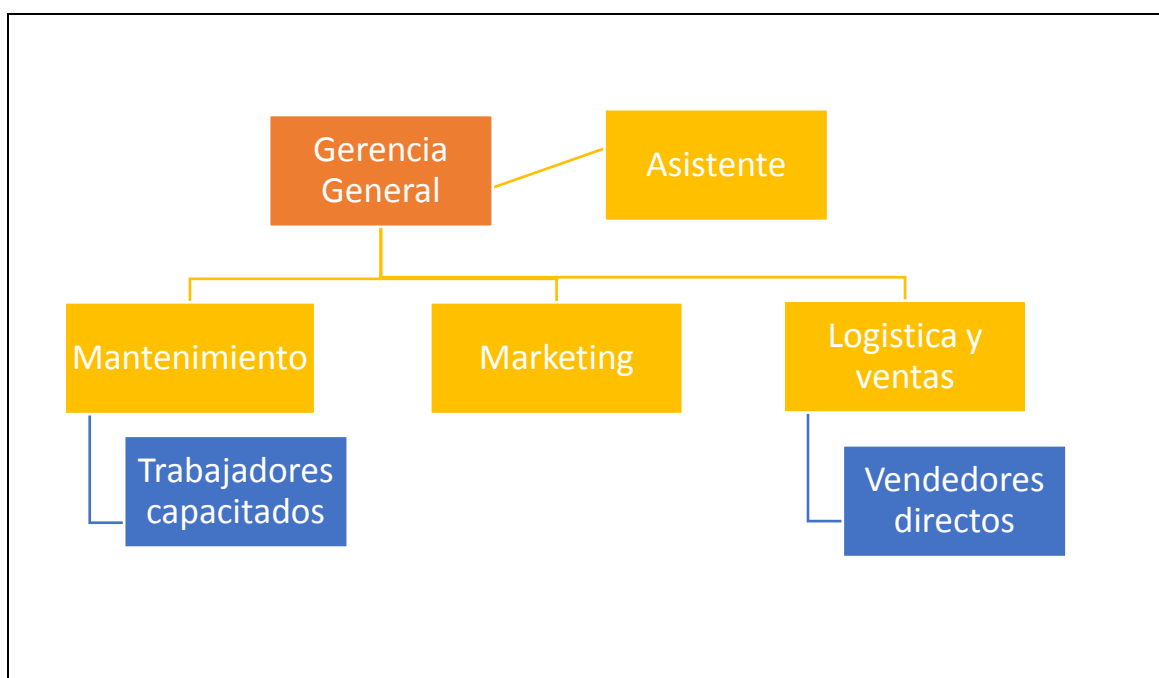 Gerencia
General
Asistente
Mantenimiento
Marketing
Logistica y
ventas
Trabajadores
capacitados
Vendedores
directos